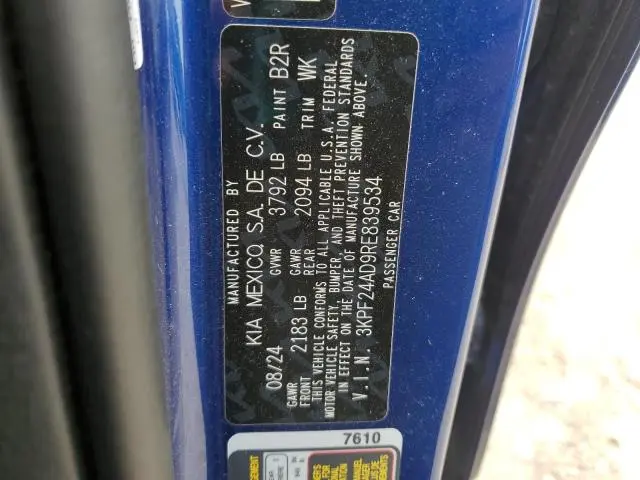 MANUFACTURED BY
KIA MEXICO, S.A. DE C.V.
08/24 GVWR 3792 LB PAINT B2R
GAWR FRONT 2183 LB GAWR REAR 2094 LB TRIM WK
THIS VEHICLE CONFORMS TO ALL APPLICABLE U.S.A. FEDERAL
MOTOR VEHICLE SAFETY, BUMPER, AND THEFT PREVENTION STANDARDS
IN EFFECT ON THE DATE OF MANUFACTURE SHOWN ABOVE.
V.I.N. 3KPF24AD9RE839534
PASSENGER CAR
7610